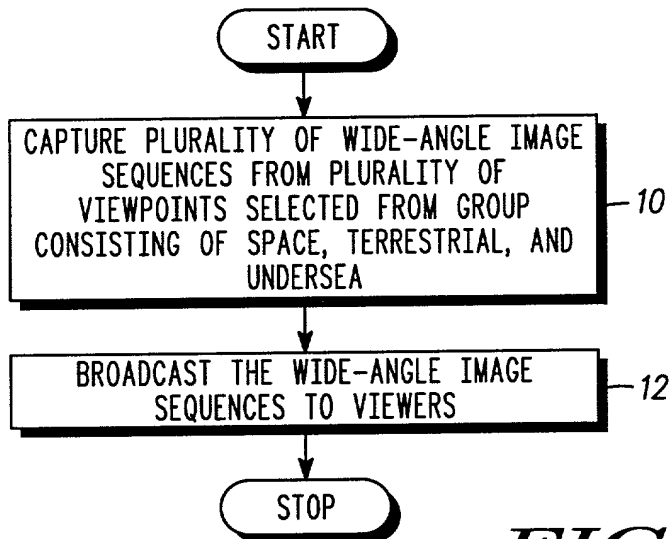 START
CAPTURE PLURALITY OF WIDE-ANGLE IMAGE
SEQUENCES FROM PLURALITY OF
VIEWPOINTS SELECTED FROM GROUP
CONSISTING OF SPACE, TERRESTRIAL, AND
UNDERSEA
10
BROADCAST THE WIDE-ANGLE IMAGE
SEQUENCES TO VIEWERS
12
STOP